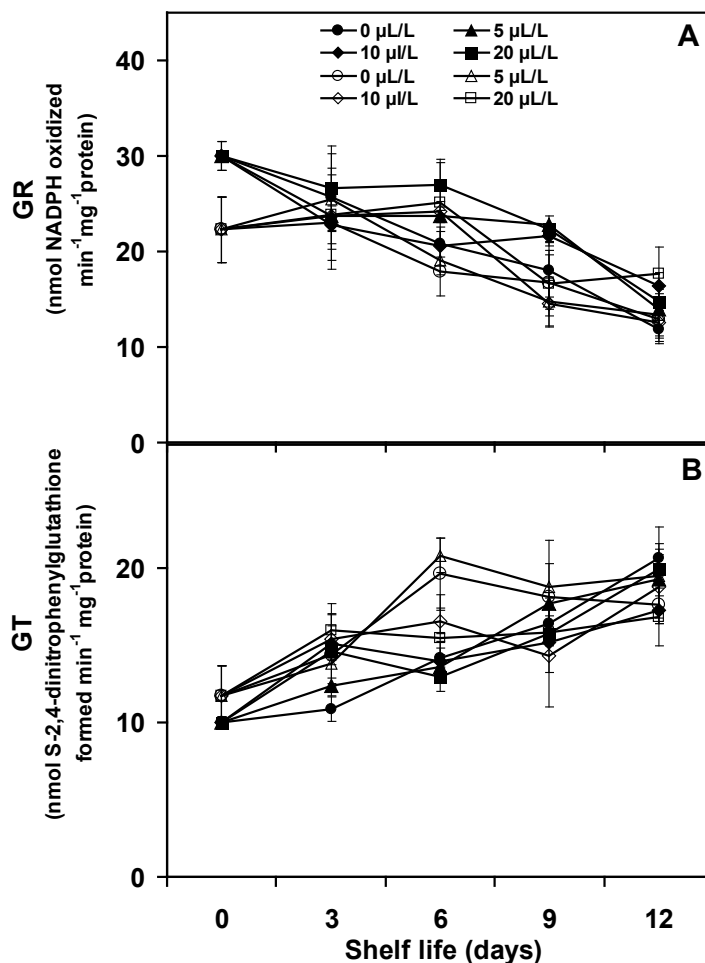 0 µL/L 5 µL/L A
10 µl/L 20 µL/L
0 µL/L 5 µL/L
10 µl/L 20 µL/L
40
30
20
10
0
GR
(nmol NADPH oxidized
min⁻¹mg⁻¹protein)
B
20
10
0
GT
(nmol S-2,4-dinitrophenylglutathione
formed min⁻¹ mg⁻¹protein)
0 3 6 9 12
Shelf life (days)